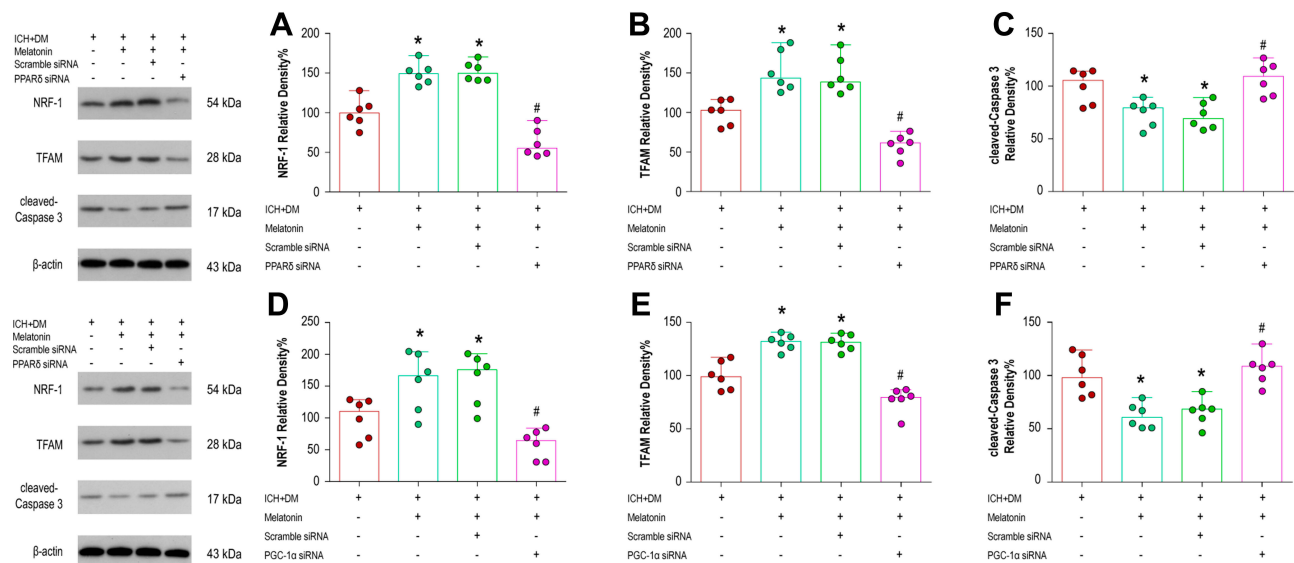 ICH+DM + + + +
Melatonin - + + +
Scramble siRNA - - + -
PPARδ siRNA - - - +
NRF-1 54 kDa
TFAM 28 kDa
cleaved-
Caspase 3 17 kDa
β-actin 43 kDa
A
NRF-1 Relative Density%
200
150
100
50
0
* * #
ICH+DM + + + +
Melatonin - + + +
Scramble siRNA - - + -
PPARδ siRNA - - - +
B
TFAM Relative Density%
200
150
100
50
0
* * #
ICH+DM + + + +
Melatonin - + + +
Scramble siRNA - - + -
PPARδ siRNA - - - +
C
cleaved-Caspase 3
Relative Density%
150
100
50
0
* * #
ICH+DM + + + +
Melatonin - + + +
Scramble siRNA - - + -
PPARδ siRNA - - - +
ICH+DM + + + +
Melatonin - + + +
Scramble siRNA - - + -
PPARδ siRNA - - - +
NRF-1 54 kDa
TFAM 28 kDa
cleaved-
Caspase 3 17 kDa
β-actin 43 kDa
D
NRF-1 Relative Density%
250
200
150
100
50
0
* * #
ICH+DM + + + +
Melatonin - + + +
Scramble siRNA - - + -
PGC-1α siRNA - - - +
E
TFAM Relative Density%
150
100
50
0
* * #
ICH+DM + + + +
Melatonin - + + +
Scramble siRNA - - + -
PGC-1α siRNA - - - +
F
cleaved-Caspase 3
Relative Density%
150
100
50
0
* * #
ICH+DM + + + +
Melatonin - + + +
Scramble siRNA - - + -
PGC-1α siRNA - - - +